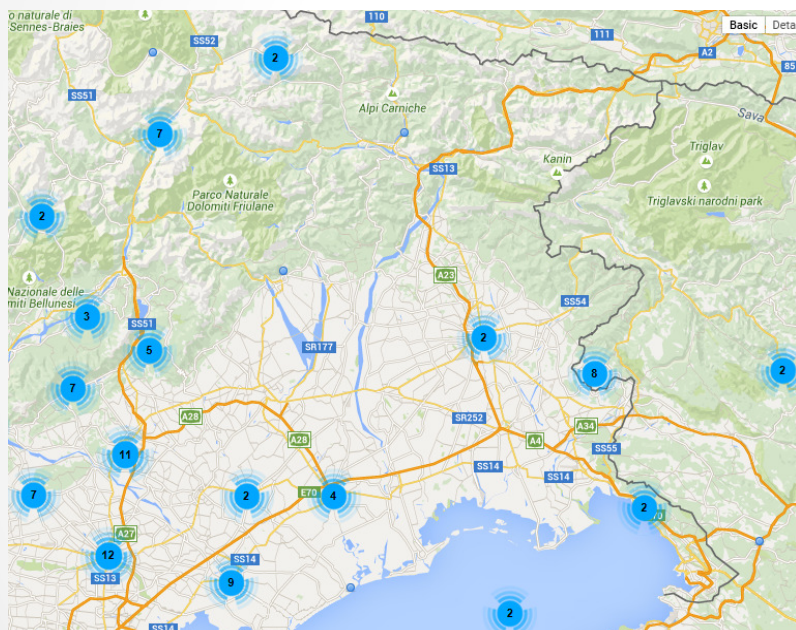 o naturale di
Sennes-Braies
110
111
Basic
Deta
SS52
2
A2
85
SS51
Alpi Carniche
Sava
7
Triglav
Kanin
SS13
Parco Naturale
Dolomiti Friulane
Triglavski narodni park
2
A23
Nazionale delle
miti Bellunesi
SS54
3
SS51
5
SR177
2
8
2
7
A28
SR252
A28
A4
A34
11
SS55
SS14
SS14
7
2
E70
4
2
A27
12
SS13
SS14
9
2
SS14